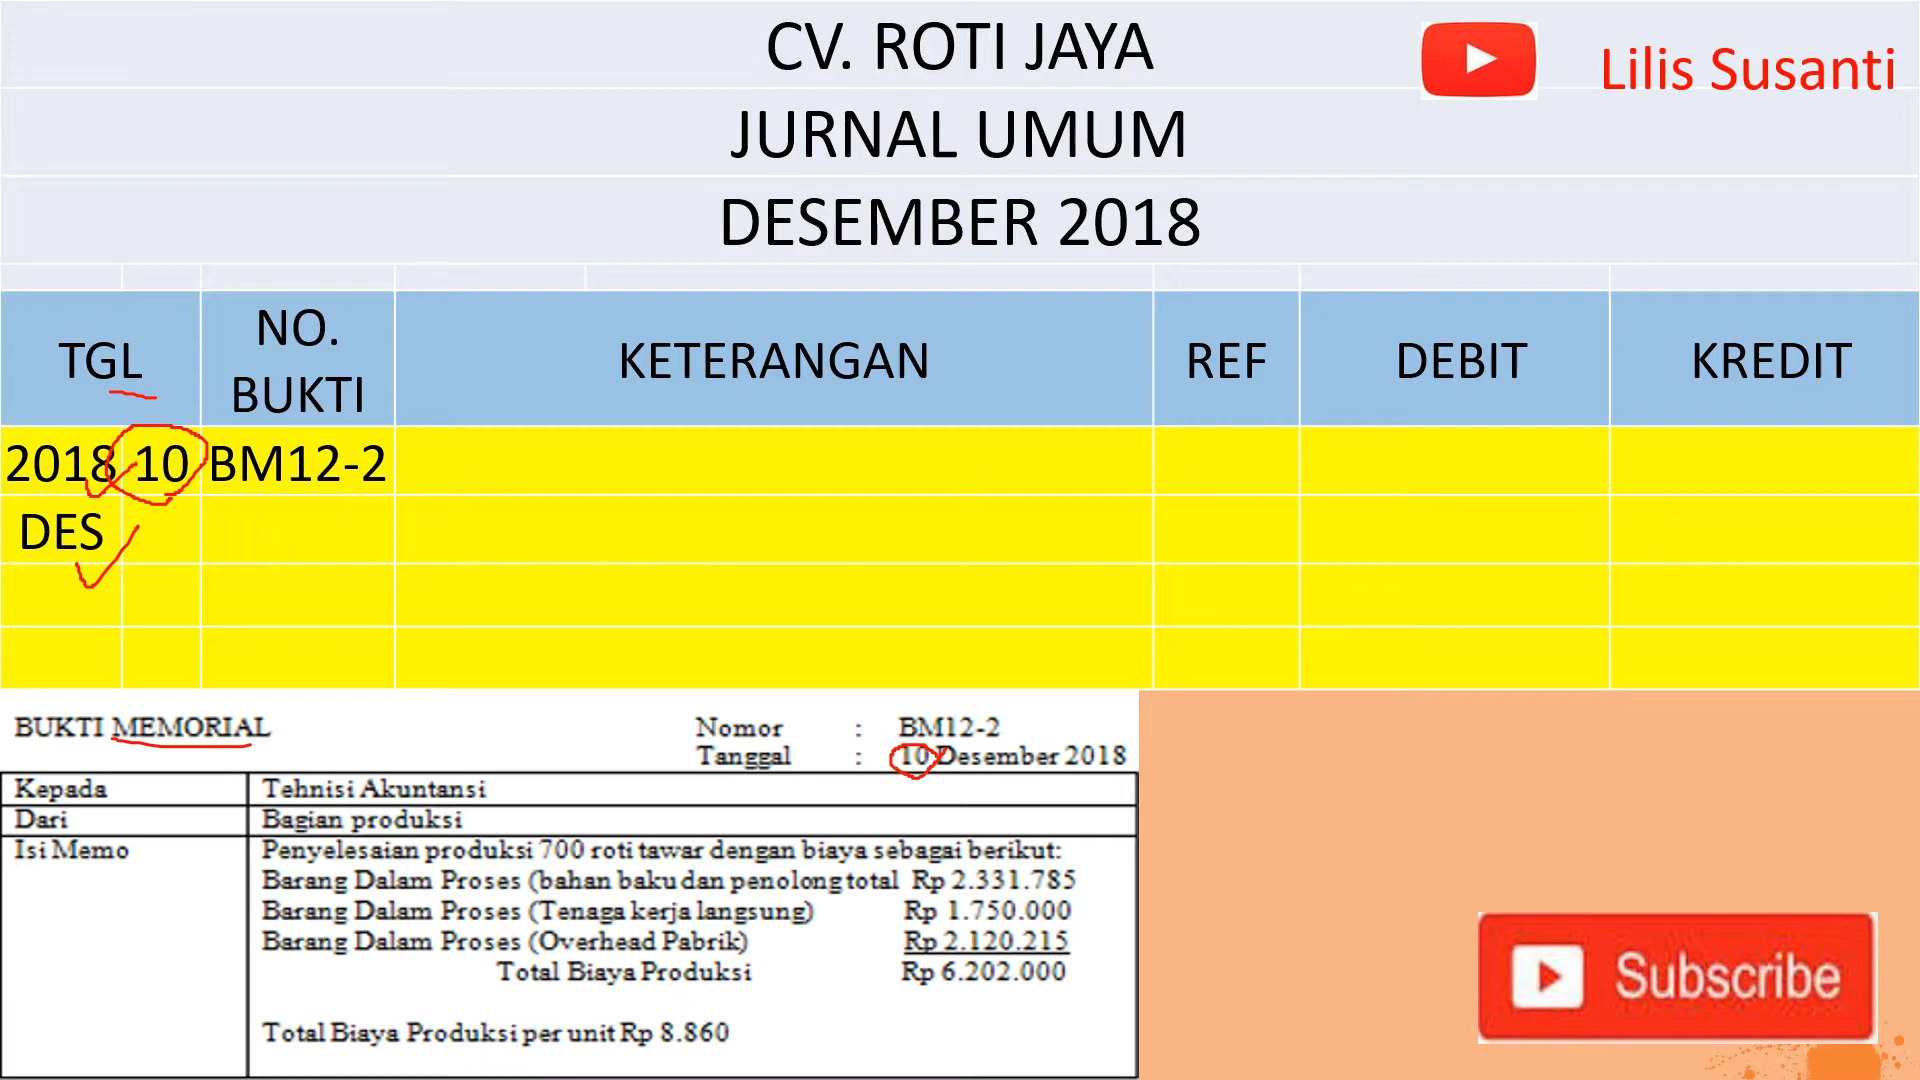 CV. ROTI JAYA
Lilis Susanti
JURNAL UMUM
DESEMBER 2018
TGL NO. BUKTI KETERANGAN REF DEBIT KREDIT
2018 10 BM12-2
DES
BUKTI MEMORIAL Nomor : BM12-2
Tanggal : 10 Desember 2018
Kepada Tehnisi Akuntansi
Dari Bagian produksi
Isi Memo Penyelesaian produksi 700 roti tawar dengan biaya sebagai berikut:
Barang Dalam Proses (bahan baku dan penolong total Rp 2.331.785
Barang Dalam Proses (Tenaga kerja langsung) Rp 1.750.000
Barang Dalam Proses (Overhead Pabrik) Rp 2.120.215
Total Biaya Produksi Rp 6.202.000
Total Biaya Produksi per unit Rp 8.860
Subscribe